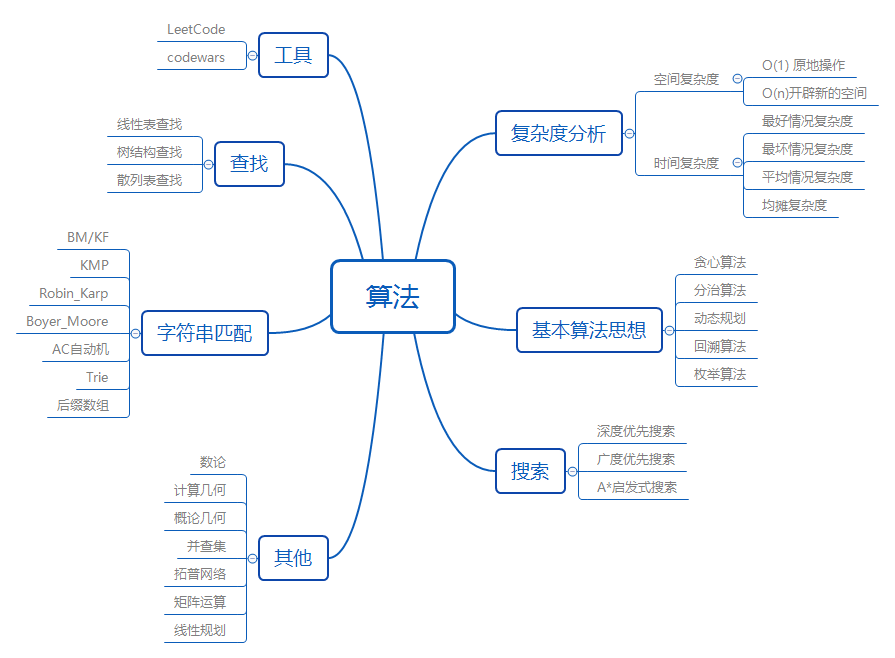 算法
复杂度分析
空间复杂度
O(1) 原地操作
O(n)开辟新的空间
时间复杂度
最好情况复杂度
最坏情况复杂度
平均情况复杂度
均摊复杂度
基本算法思想
贪心算法
分治算法
动态规划
回溯算法
枚举算法
搜索
深度优先搜索
广度优先搜索
A*启发式搜索
工具
LeetCode
codewars
查找
线性表查找
树结构查找
散列表查找
字符串匹配
BM/KF
KMP
Robin_Karp
Boyer_Moore
AC自动机
Trie
后缀数组
其他
数论
计算几何
概论几何
并查集
拓普网络
矩阵运算
线性规划